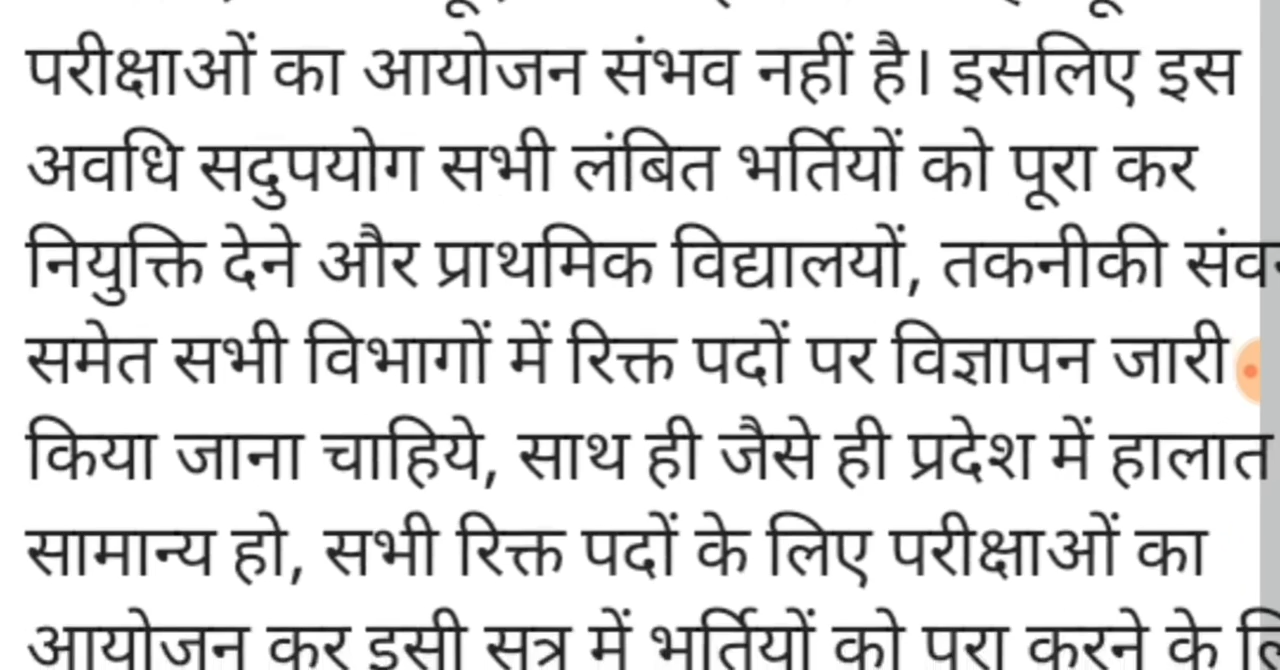 परीक्षाओं का आयोजन संभव नहीं है। इसलिए इस
अवधि सदुपयोग सभी लंबित भर्तियों को पूरा कर
नियुक्ति देने और प्राथमिक विद्यालयों, तकनीकी
समेत सभी विभागों में रिक्त पदों पर विज्ञापन जारी
किया जाना चाहिये, साथ ही जैसे ही प्रदेश में हालात
सामान्य हो, सभी रिक्त पदों के लिए परीक्षाओं का
आयोजन कर इसी सत्र में भर्तियों को पूरा करने के